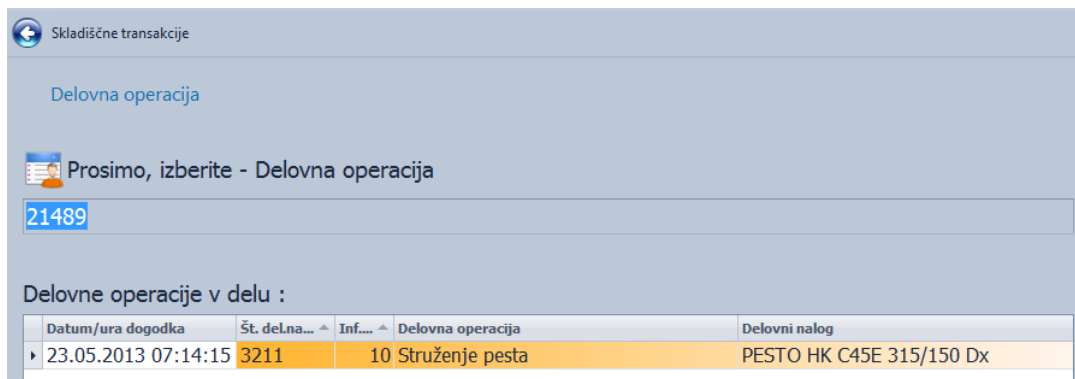 Skladiščne transakcije
Delovna operacija
Prosimo, izberite - Delovna operacija
21489
Delovne operacije v delu :
Datum/ura dogodka Št. del.na... Inf.... Delovna operacija Delovni nalog
23.05.2013 07:14:15 3211 10 Struženje pesta PESTO HK C45E 315/150 Dx